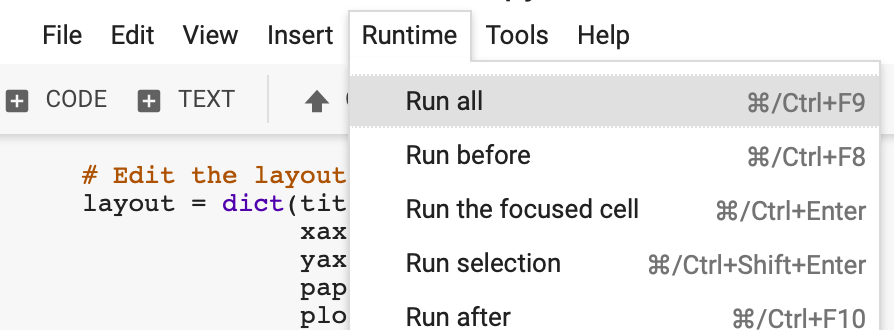 File Edit View Insert Runtime Tools Help
CODE TEXT
Run all ⌘/Ctrl+F9
Run before ⌘/Ctrl+F8
Run the focused cell ⌘/Ctrl+Enter
Run selection ⌘/Ctrl+Shift+Enter
Run after ⌘/Ctrl+F10
# Edit the layout
layout = dict(tit
xax
yax
pap
plo